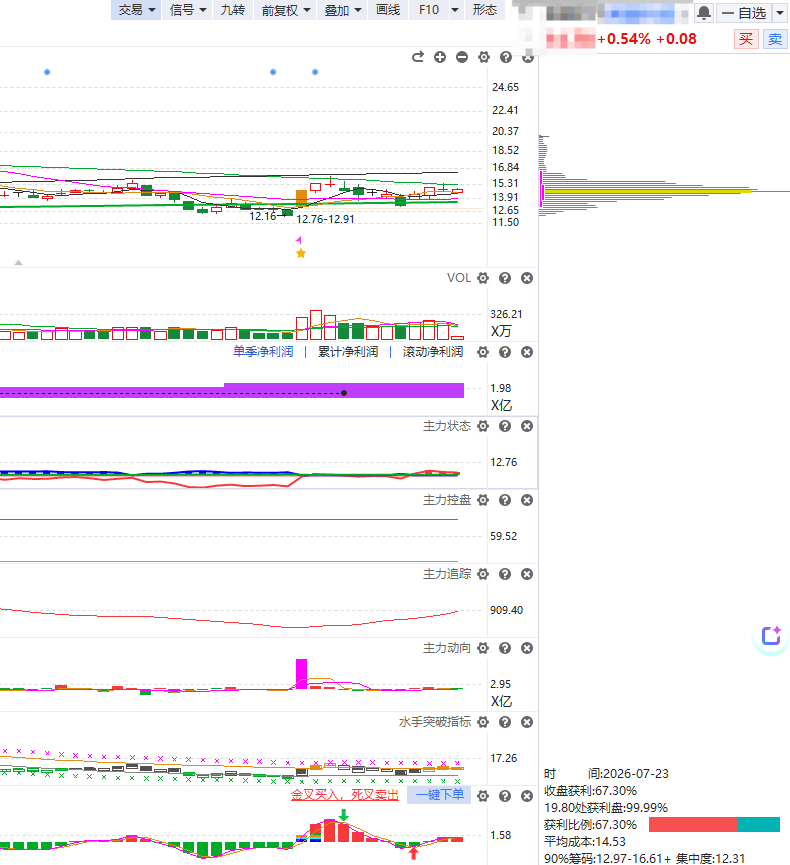 交易 信号 九转 前复权 叠加 画线 F10 形态
自选
+0.54% +0.08 买 卖
24.65
22.41
20.37
18.52
16.84
15.31
13.91
12.65
11.50
12.16
12.76-12.91
VOL
326.21
X万
单季净利润 | 累计净利润 | 滚动净利润
1.98
X亿
主力状态
12.76
主力控盘
59.52
主力追踪
909.40
主力动向
2.95
X亿
水手突破指标
17.26
金叉买入，死叉卖出 一键下单
1.58
时 间:2026-07-23
收盘获利:67.30%
19.80处获利盘:99.99%
获利比例:67.30%
平均成本:14.53
90%筹码:12.97-16.61+ 集中度:12.31